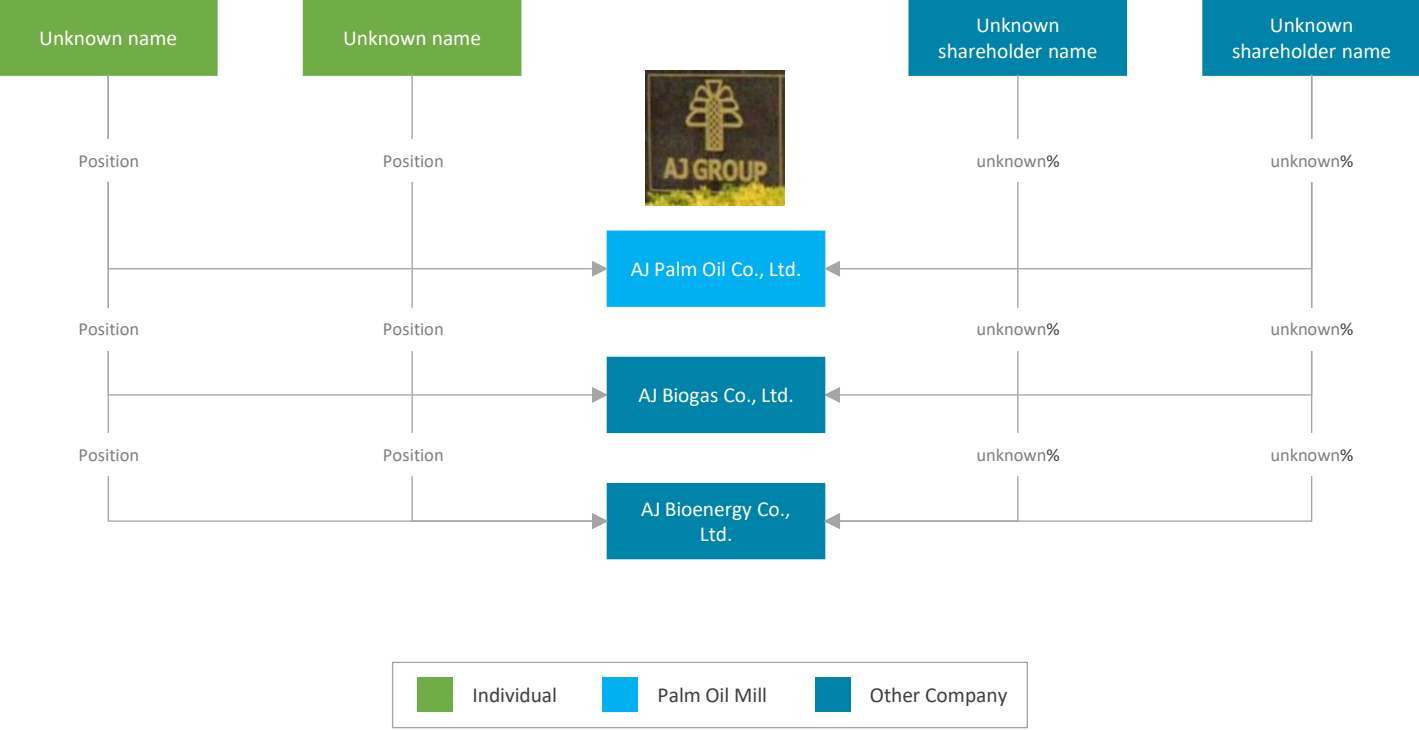 Unknown name
Unknown name
Unknown
shareholder name
Unknown
shareholder name
AJ GROUP
Position
Position
unknown%
unknown%
AJ Palm Oil Co., Ltd.
Position
Position
unknown%
unknown%
AJ Biogas Co., Ltd.
Position
Position
unknown%
unknown%
AJ Bioenergy Co.,
Ltd.
Individual
Palm Oil Mill
Other Company